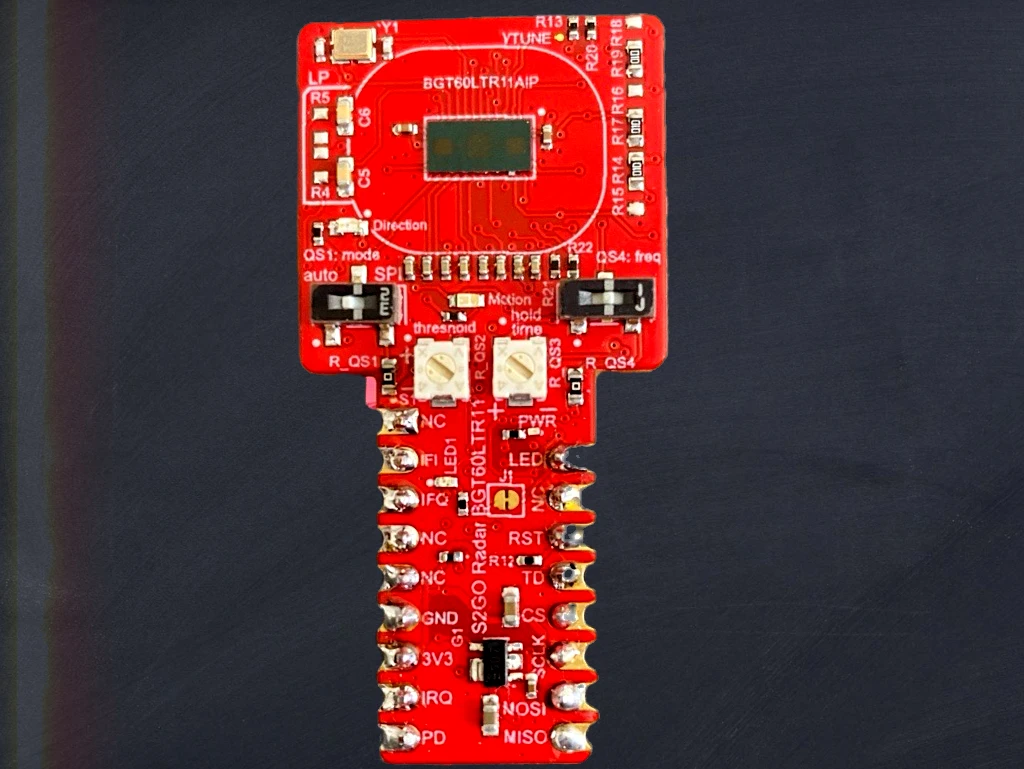 R13
R18
Y1
YTUNE
R20
R19
LP
BGT60LTR11AIP
R5
C6
R16
R17
R4
C5
R14
R15
Direction
QS1: mode
R22
QS4: freq
auto
SPI
R21
Motion
threshold
hold
time
R_QS1
R_QS2
R_QS3
R_QS4
PWR
NC
LED1
LED
IFI
IFQ
NC
NC
RST
R12
NC
TD
GND
CS
G1
3V3
SCLK
IRQ
MOSI
PD
MISO
S2GO Radar BGT60LTR11